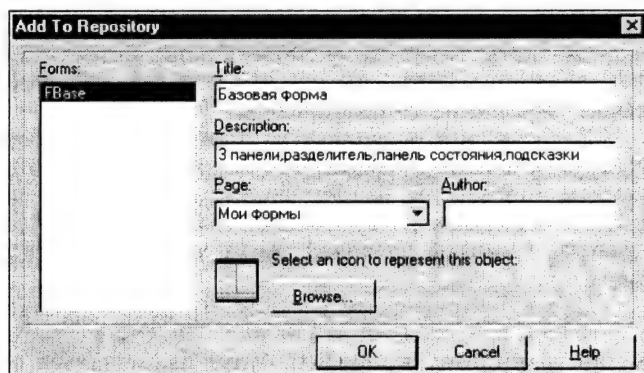 Add To Repository
Forms:
FBase
Title:
Базовая форма
Description:
3 панели,разделитель,панель состояния,подсказки
Page:
Author:
Мои формы
Select an icon to represent this object:
Browse...
OK
Cancel
Help